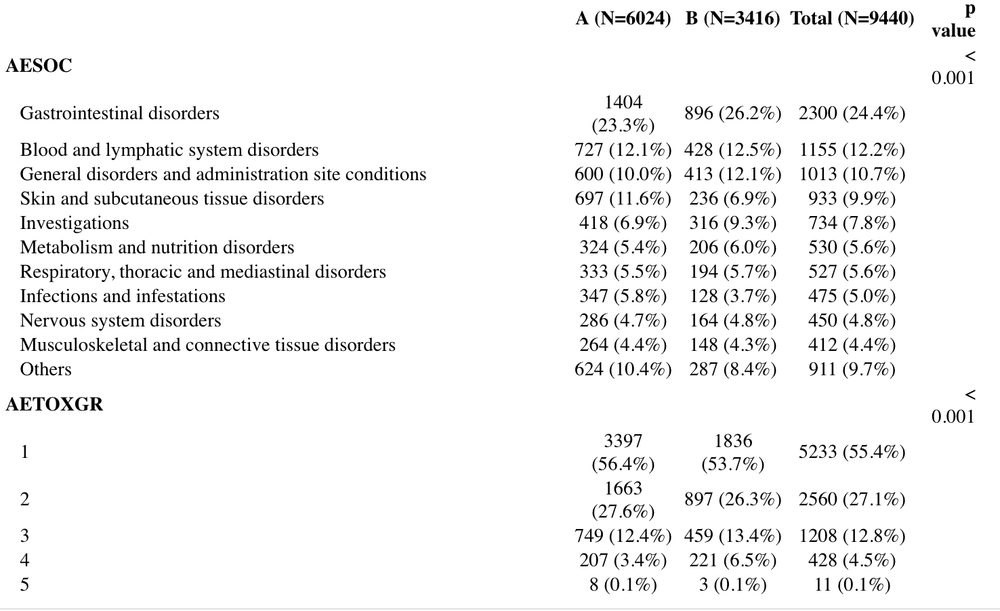 A (N=6024) B (N=3416) Total (N=9440) p
value
AESOC <
0.001
Gastrointestinal disorders 1404
(23.3%) 896 (26.2%) 2300 (24.4%)
Blood and lymphatic system disorders 727 (12.1%) 428 (12.5%) 1155 (12.2%)
General disorders and administration site conditions 600 (10.0%) 413 (12.1%) 1013 (10.7%)
Skin and subcutaneous tissue disorders 697 (11.6%) 236 (6.9%) 933 (9.9%)
Investigations 418 (6.9%) 316 (9.3%) 734 (7.8%)
Metabolism and nutrition disorders 324 (5.4%) 206 (6.0%) 530 (5.6%)
Respiratory, thoracic and mediastinal disorders 333 (5.5%) 194 (5.7%) 527 (5.6%)
Infections and infestations 347 (5.8%) 128 (3.7%) 475 (5.0%)
Nervous system disorders 286 (4.7%) 164 (4.8%) 450 (4.8%)
Musculoskeletal and connective tissue disorders 264 (4.4%) 148 (4.3%) 412 (4.4%)
Others 624 (10.4%) 287 (8.4%) 911 (9.7%)
AETOXGR <
0.001
1 3397
(56.4%) 1836
(53.7%) 5233 (55.4%)
2 1663
(27.6%) 897 (26.3%) 2560 (27.1%)
3 749 (12.4%) 459 (13.4%) 1208 (12.8%)
4 207 (3.4%) 221 (6.5%) 428 (4.5%)
5 8 (0.1%) 3 (0.1%) 11 (0.1%)